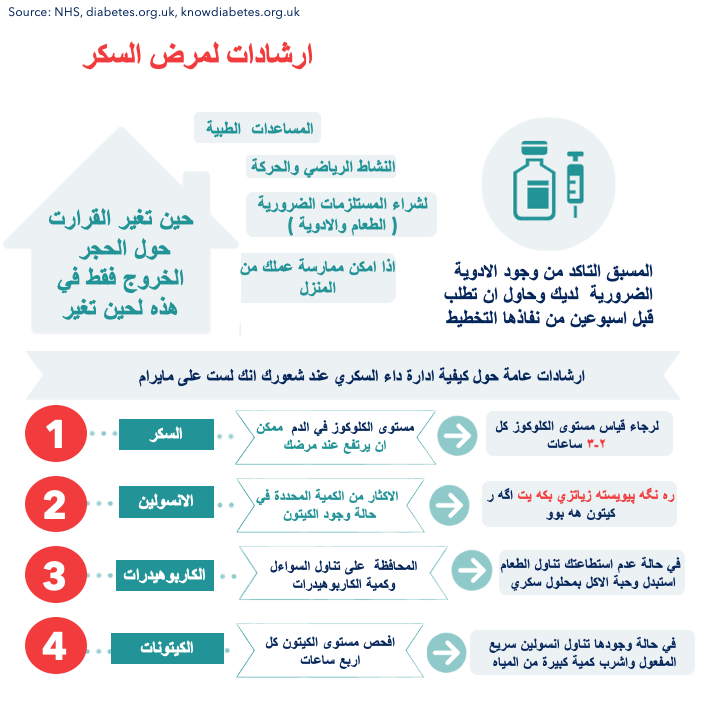 Source: NHS, diabetes.org.uk, knowdiabetes.org.uk
ارشادات لمرض السكر
المساعدات الطبية
النشاط الرياضي والحركة
لشراء المستلزمات الضرورية
( الطعام والادوية )
اذا امكن ممارسة عملك من
المنزل
حين تغير القرارت
حول الحجر
الخروج فقط في
هذه لحين تغير
المسبق التاكد من وجود الادوية
الضرورية لديك وحاول ان تطلب
قبل اسبوعين من نفاذها التخطيط
ارشادات عامة حول كيفية ادارة داء السكري عند شعورك انك لست على مايرام
1
السكر
مستوى الكلوكوز في الدم ممكن
ان يرتفع عند مرضك
لرجاء قياس مستوى الكلوكوز كل
٢-٣ ساعات
2
الانسولين
الاكثار من الكمية المحددة في
حالة وجود الكيتون
ره نگه پيويسته زياتري بكه يت اگه ر
كيتون هه بوو
3
الكاربوهيدرات
المحافظة على تناول السواءل
وكمية الكاربوهيدرات
في حالة عدم استطاعتك تناول الطعام
استبدل وحبة الاكل بمحلول سكري
4
الكيتونات
افحص مستوى الكيتون كل
اربع ساعات
في حالة وجودها تناول انسولين سريع
المفعول واشرب كمية كبيرة من المياه